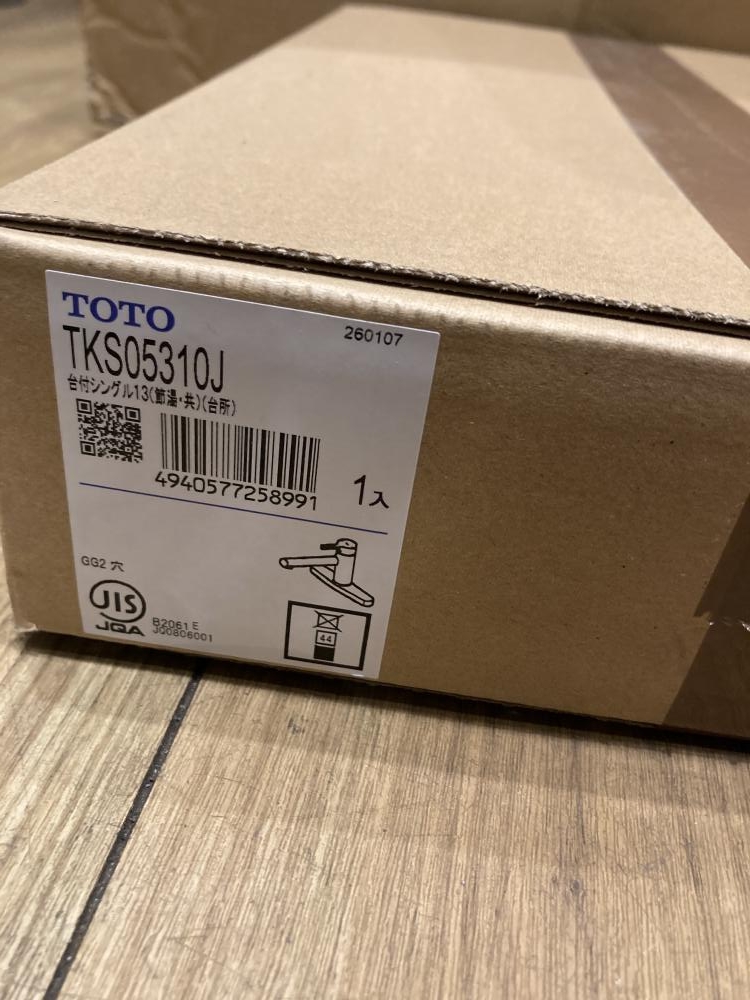 TOTO
260107
TKS05310J
台付シングル13(節湯・共)(台所)
4940577258991
1入
GG2 穴
JIS
JQA
B2061 E
JQ0806001
44